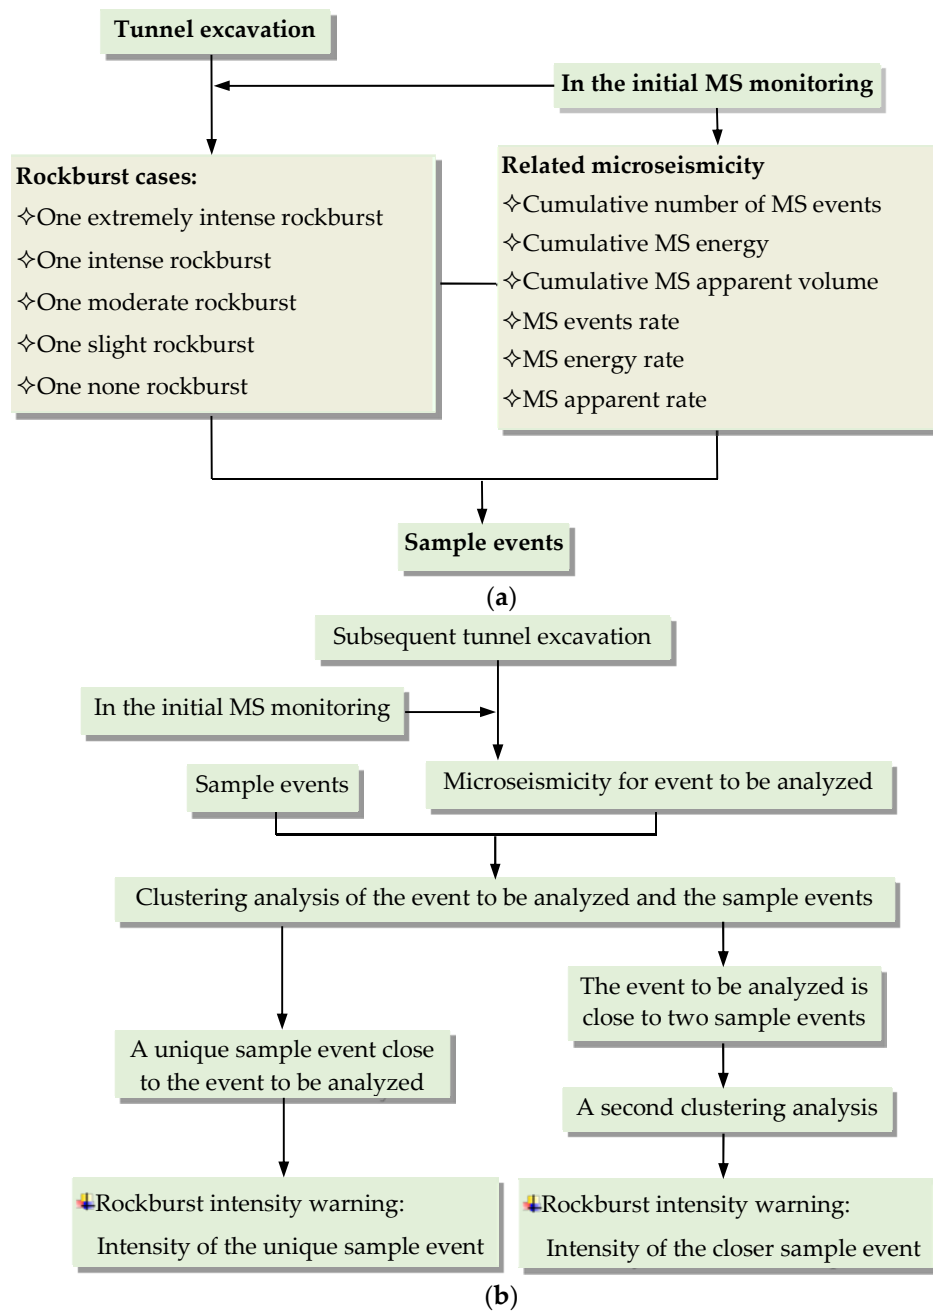 Tunnel excavation
In the initial MS monitoring
Rockburst cases:
✧One extremely intense rockburst
✧One intense rockburst
✧One moderate rockburst
✧One slight rockburst
✧One none rockburst
Related microseismicity
✧Cumulative number of MS events
✧Cumulative MS energy
✧Cumulative MS apparent volume
✧MS events rate
✧MS energy rate
✧MS apparent rate
Sample events
(a)
Subsequent tunnel excavation
In the initial MS monitoring
Sample events
Microseismicity for event to be analyzed
Clustering analysis of the event to be analyzed and the sample events
A unique sample event close
to the event to be analyzed
Rockburst intensity warning:
Intensity of the unique sample event
The event to be analyzed is
close to two sample events
A second clustering analysis
Rockburst intensity warning:
Intensity of the closer sample event
(b)